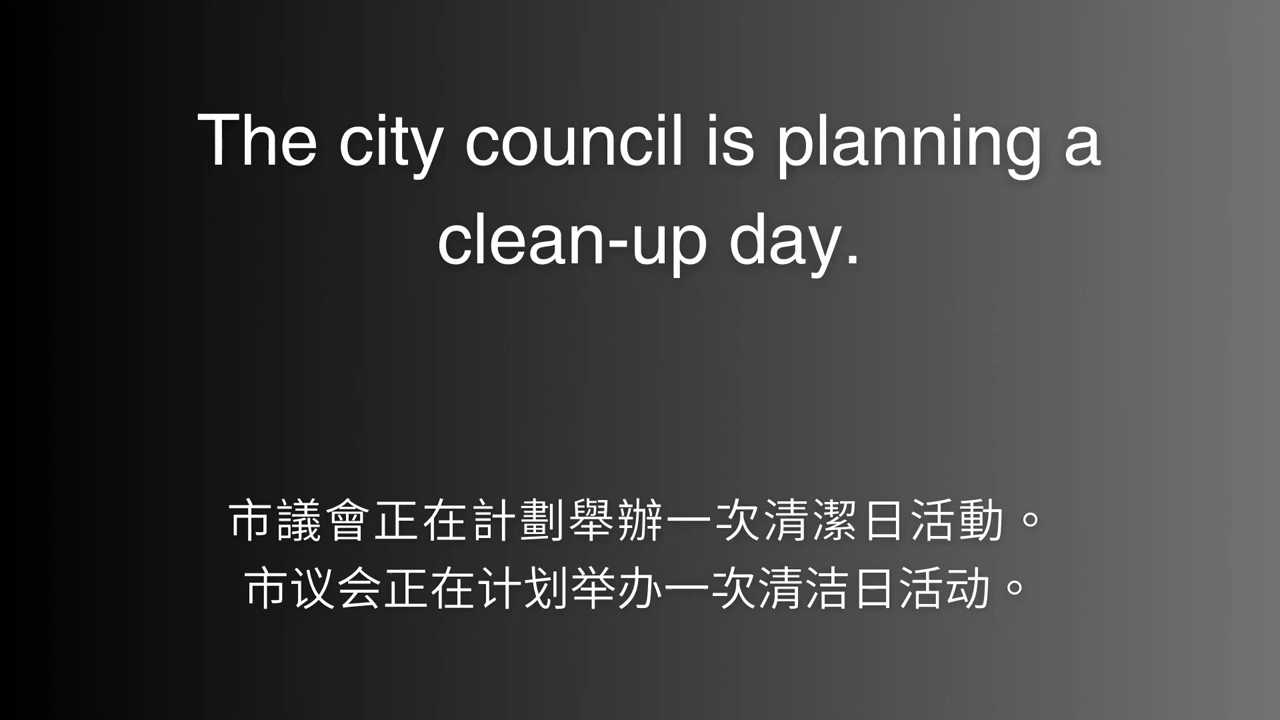 The city council is planning a
clean-up day.
市議會正在計劃舉辦一次清潔日活動。
市议会正在计划举办一次清洁日活动。